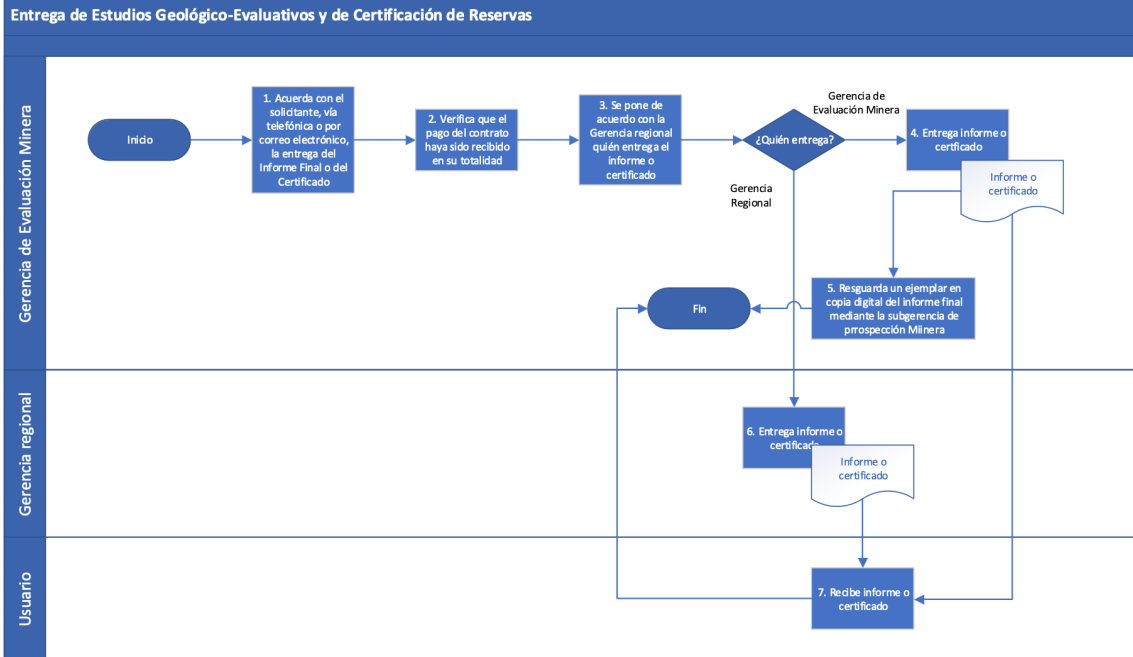 Entrega de Estudios Geológico-Evaluativos y de Certificación de Reservas
Gerencia de Evaluación Minera
Inicio
1. Acuerda con el
solicitante, vía
telefónica o por
correo electrónico,
la entrega del
Informe Final o del
Certificado
2. Verifica que el
pago del contrato
haya sido recibido
en su totalidad
3. Se pone de
acuerdo con la
Gerencia regional
quién entrega el
informe o
certificado
¿Quién entrega?
Gerencia de
Evaluación Minera
4. Entrega informe o
certficado
Informe o
certificado
Gerencia
Regional
5. Resguarda un ejemplar en
copia digital del informe final
mediante la subgerencia de
prrospección Miinera
Fin
Gerencia regional
6. Entrega informe o
certificado
Informe o
certificado
Usuario
7. Recibe informe o
certificado